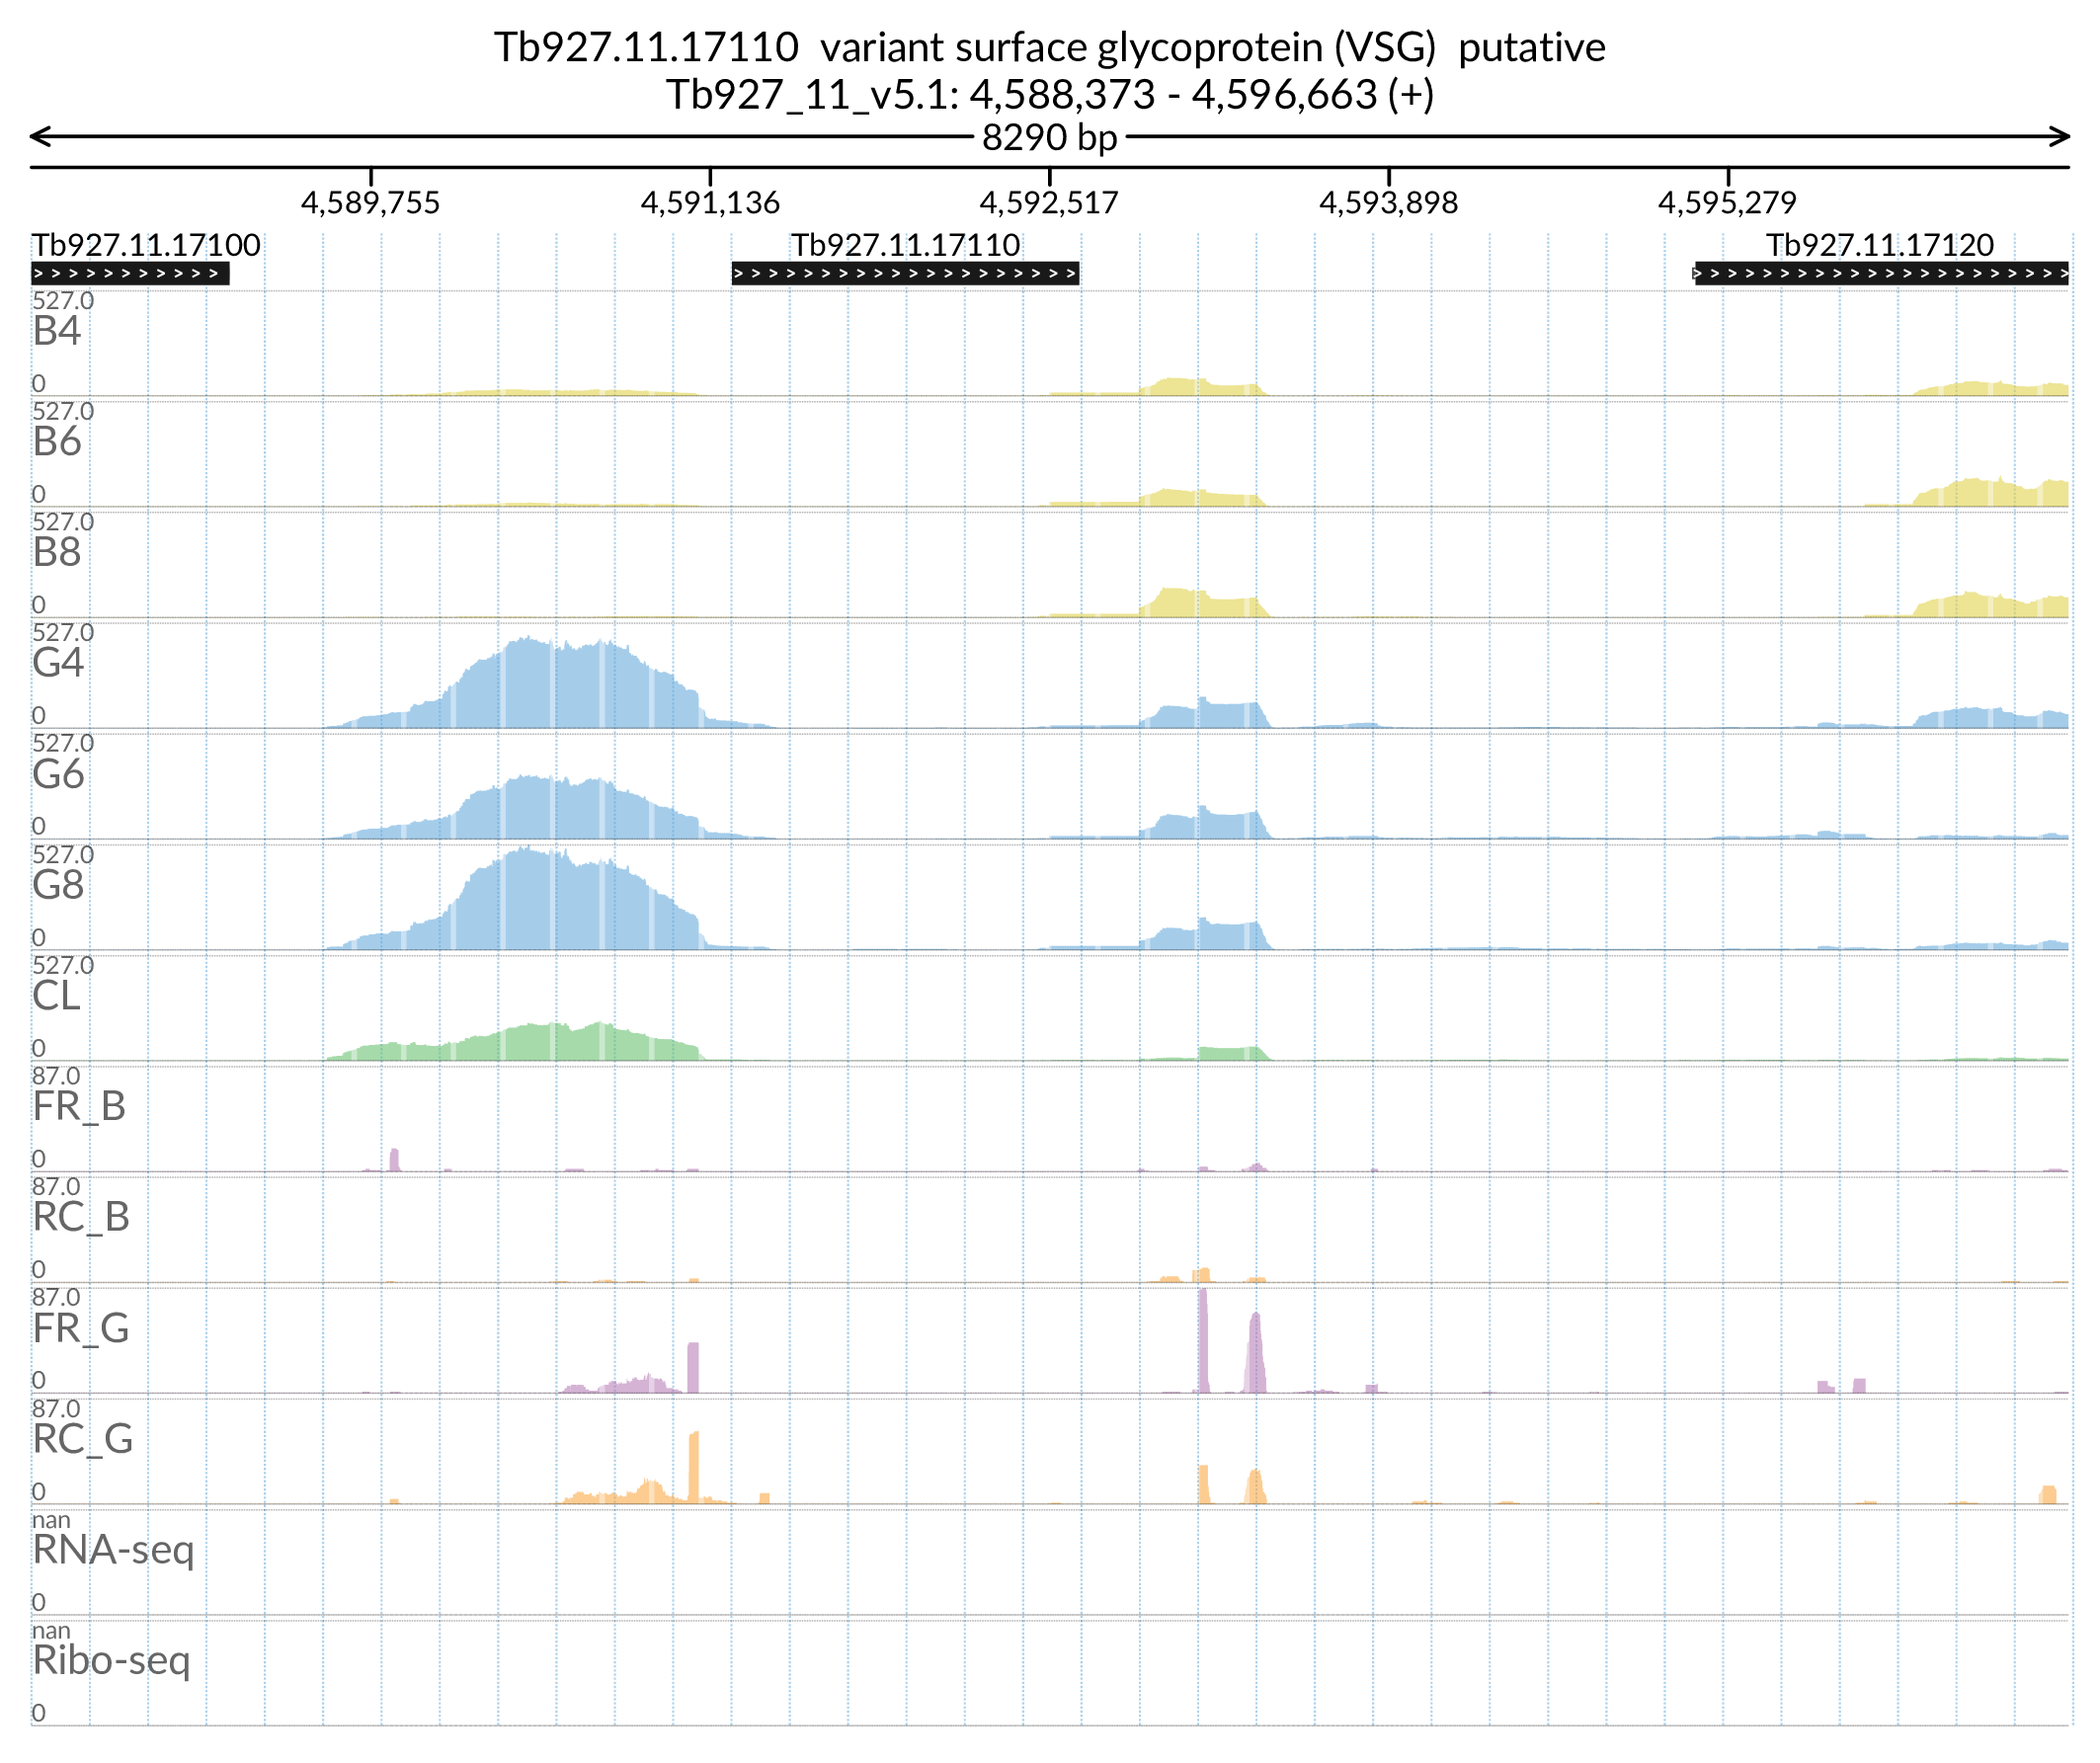 Tb927.11.17110  variant surface glycoprotein (VSG)  putative
Tb927_11_v5.1: 4,588,373 - 4,596,663 (+)
8290 bp
4,589,755 4,591,136 4,592,517 4,593,898 4,595,279
Tb927.11.17100 Tb927.11.17110 Tb927.11.17120
527.0
B4
0
527.0
B6
0
527.0
B8
0
527.0
G4
0
527.0
G6
0
527.0
G8
0
527.0
CL
0
87.0
FR_B
0
87.0
RC_B
0
87.0
FR_G
0
87.0
RC_G
0
nan
RNA-seq
0
nan
Ribo-seq
0